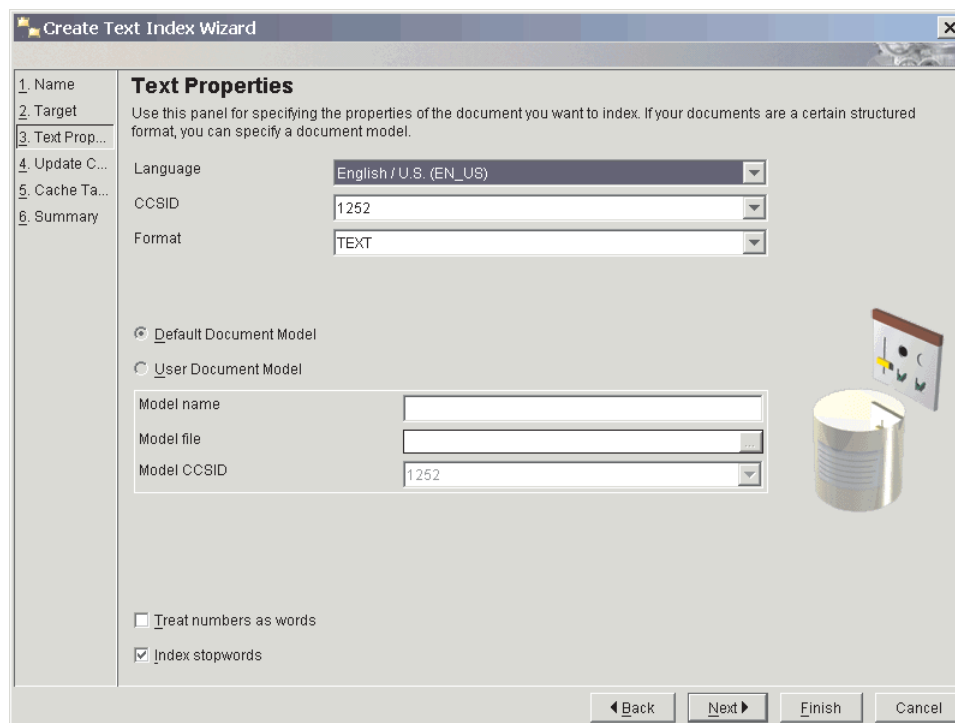 Create Text Index Wizard
1. Name
2. Target
3. Text Prop...
4. Update C...
5. Cache Ta...
6. Summary
Text Properties
Use this panel for specifying the properties of the document you want to index. If your documents are a certain structured
format, you can specify a document model.
Language
English / U.S. (EN_US)
CCSID
1252
Format
TEXT
Default Document Model
User Document Model
Model name
Model file
...
Model CCSID
1252
Treat numbers as words
Index stopwords
Back
Next
Finish
Cancel